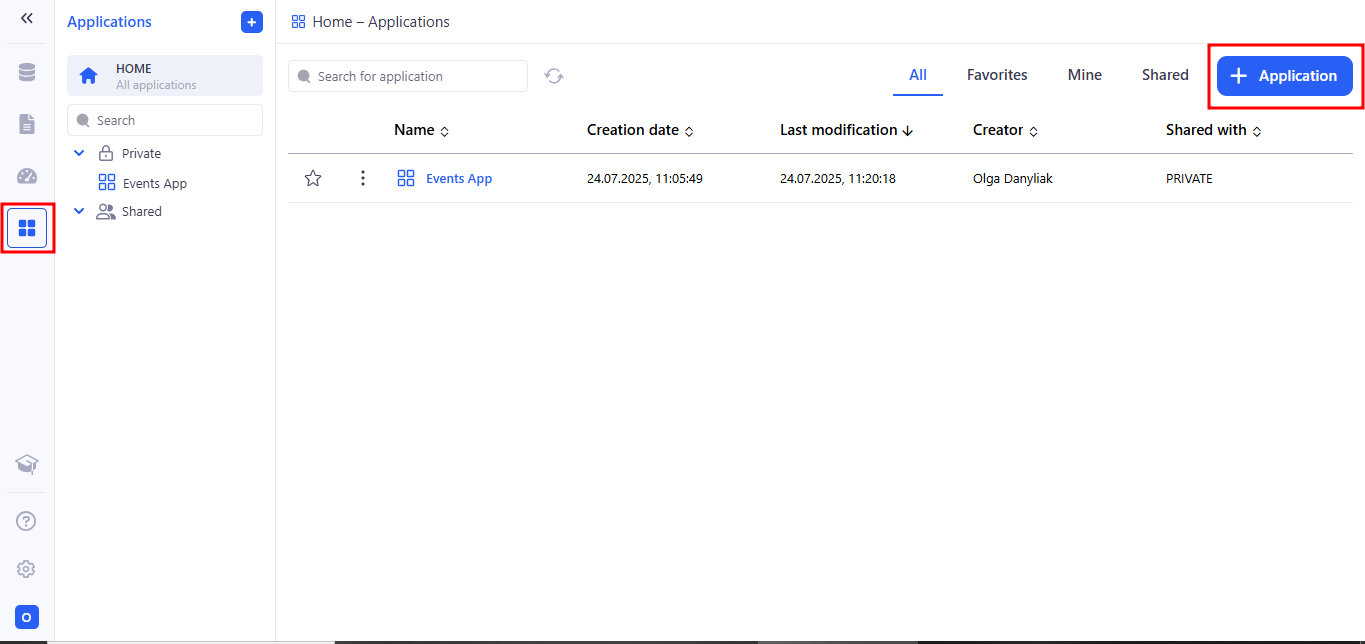 Applications
Home – Applications
HOME
All applications
Search for application
All
Favorites
Mine
Shared
Application
Search
Name
Creation date
Last modification
Creator
Shared with
Private
Events App
Shared
Events App
24.07.2025, 11:05:49
24.07.2025, 11:20:18
Olga Danyliak
PRIVATE
O